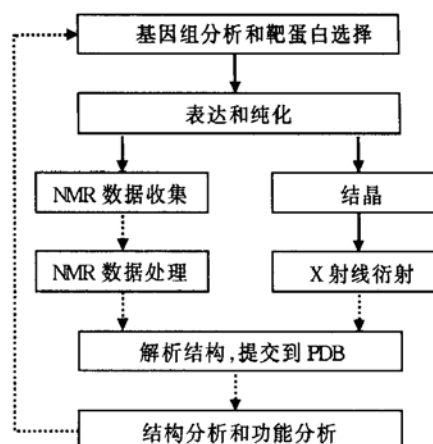 基因组分析和靶蛋白选择
表达和纯化
NMR 数据收集
结晶
NMR 数据处理
X 射线衍射
解析结构,提交到 PDB
结构分析和功能分析